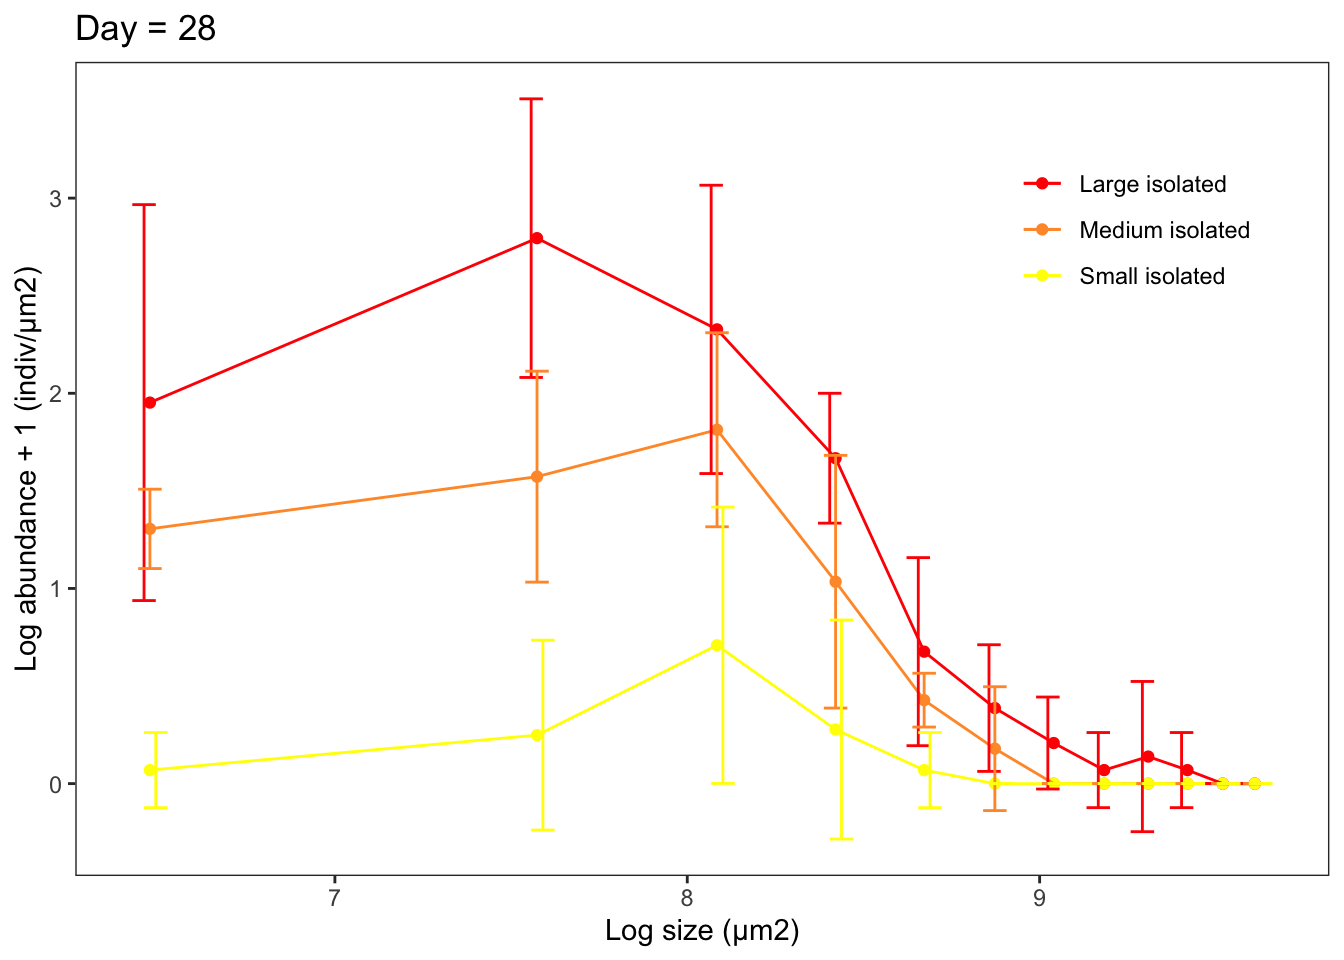 Day = 28
Log abundance + 1 (indiv/µm2)
3
2
1
0
Large isolated
Medium isolated
Small isolated
7 8 9
Log size (µm2)